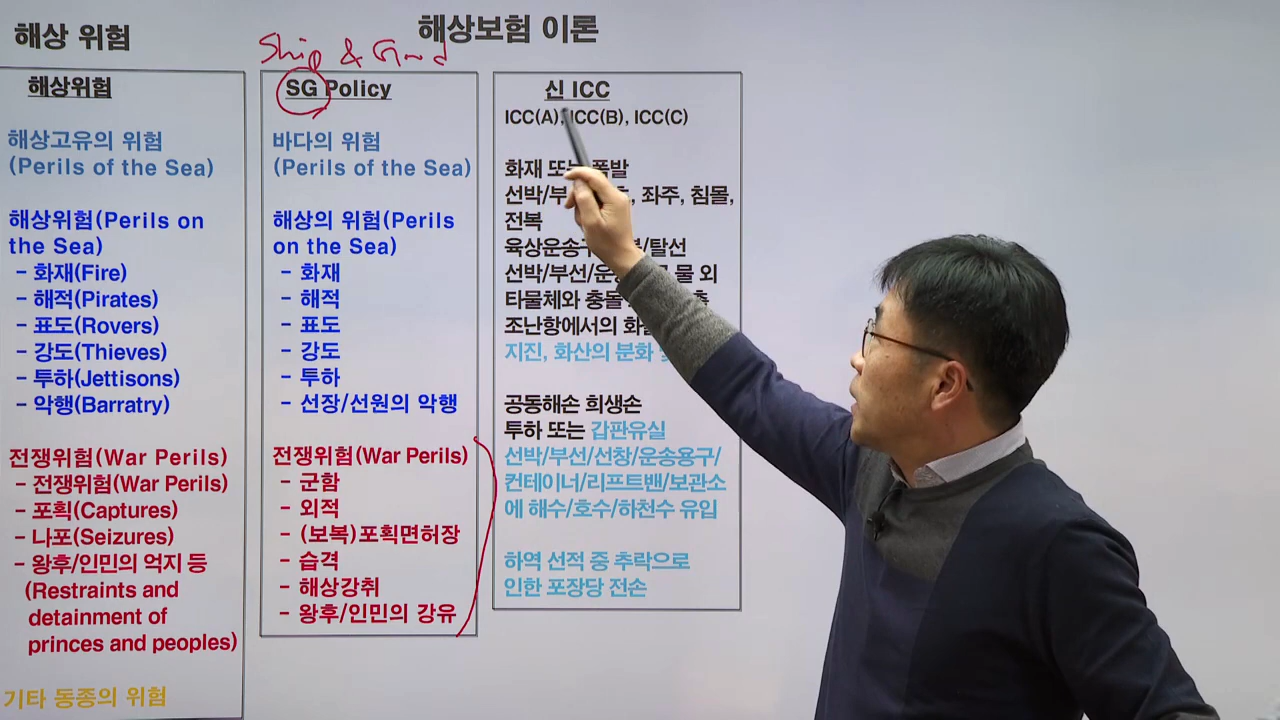 해상 위험
해상보험 이론
Ship & Good
해상위험
해상고유의 위험
(Perils of the Sea)
해상위험(Perils on
the Sea)
- 화재(Fire)
- 해적(Pirates)
- 표도(Rovers)
- 강도(Thieves)
- 투하(Jettisons)
- 악행(Barratry)
전쟁위험(War Perils)
- 전쟁위험(War Perils)
- 포획(Captures)
- 나포(Seizures)
- 왕후/인민의 억지 등
(Restraints and
detainment of
princes and peoples)
기타 동종의 위험
SG Policy
바다의 위험
(Perils of the Sea)
해상의 위험(Perils
on the Sea)
- 화재
- 해적
- 표도
- 강도
- 투하
- 선장/선원의 악행
전쟁위험(War Perils)
- 군함
- 외적
- (보복)포획면허장
- 습격
- 해상강취
- 왕후/인민의 강유
신 ICC
ICC(A), ICC(B), ICC(C)
화재 또는 폭발
선박/부 좌주, 침몰,
전복
육상운송 /탈선
선박/부선/운 물 외
타물체와 충돌
조난항에서의
지진, 화산의 분화
공동해손 희생손
투하 또는 갑판유실
선박/부선/선창/운송용구/
컨테이너/리프트밴/보관소
에 해수/호수/하천수 유입
하역 선적 중 추락으로
인한 포장당 전손